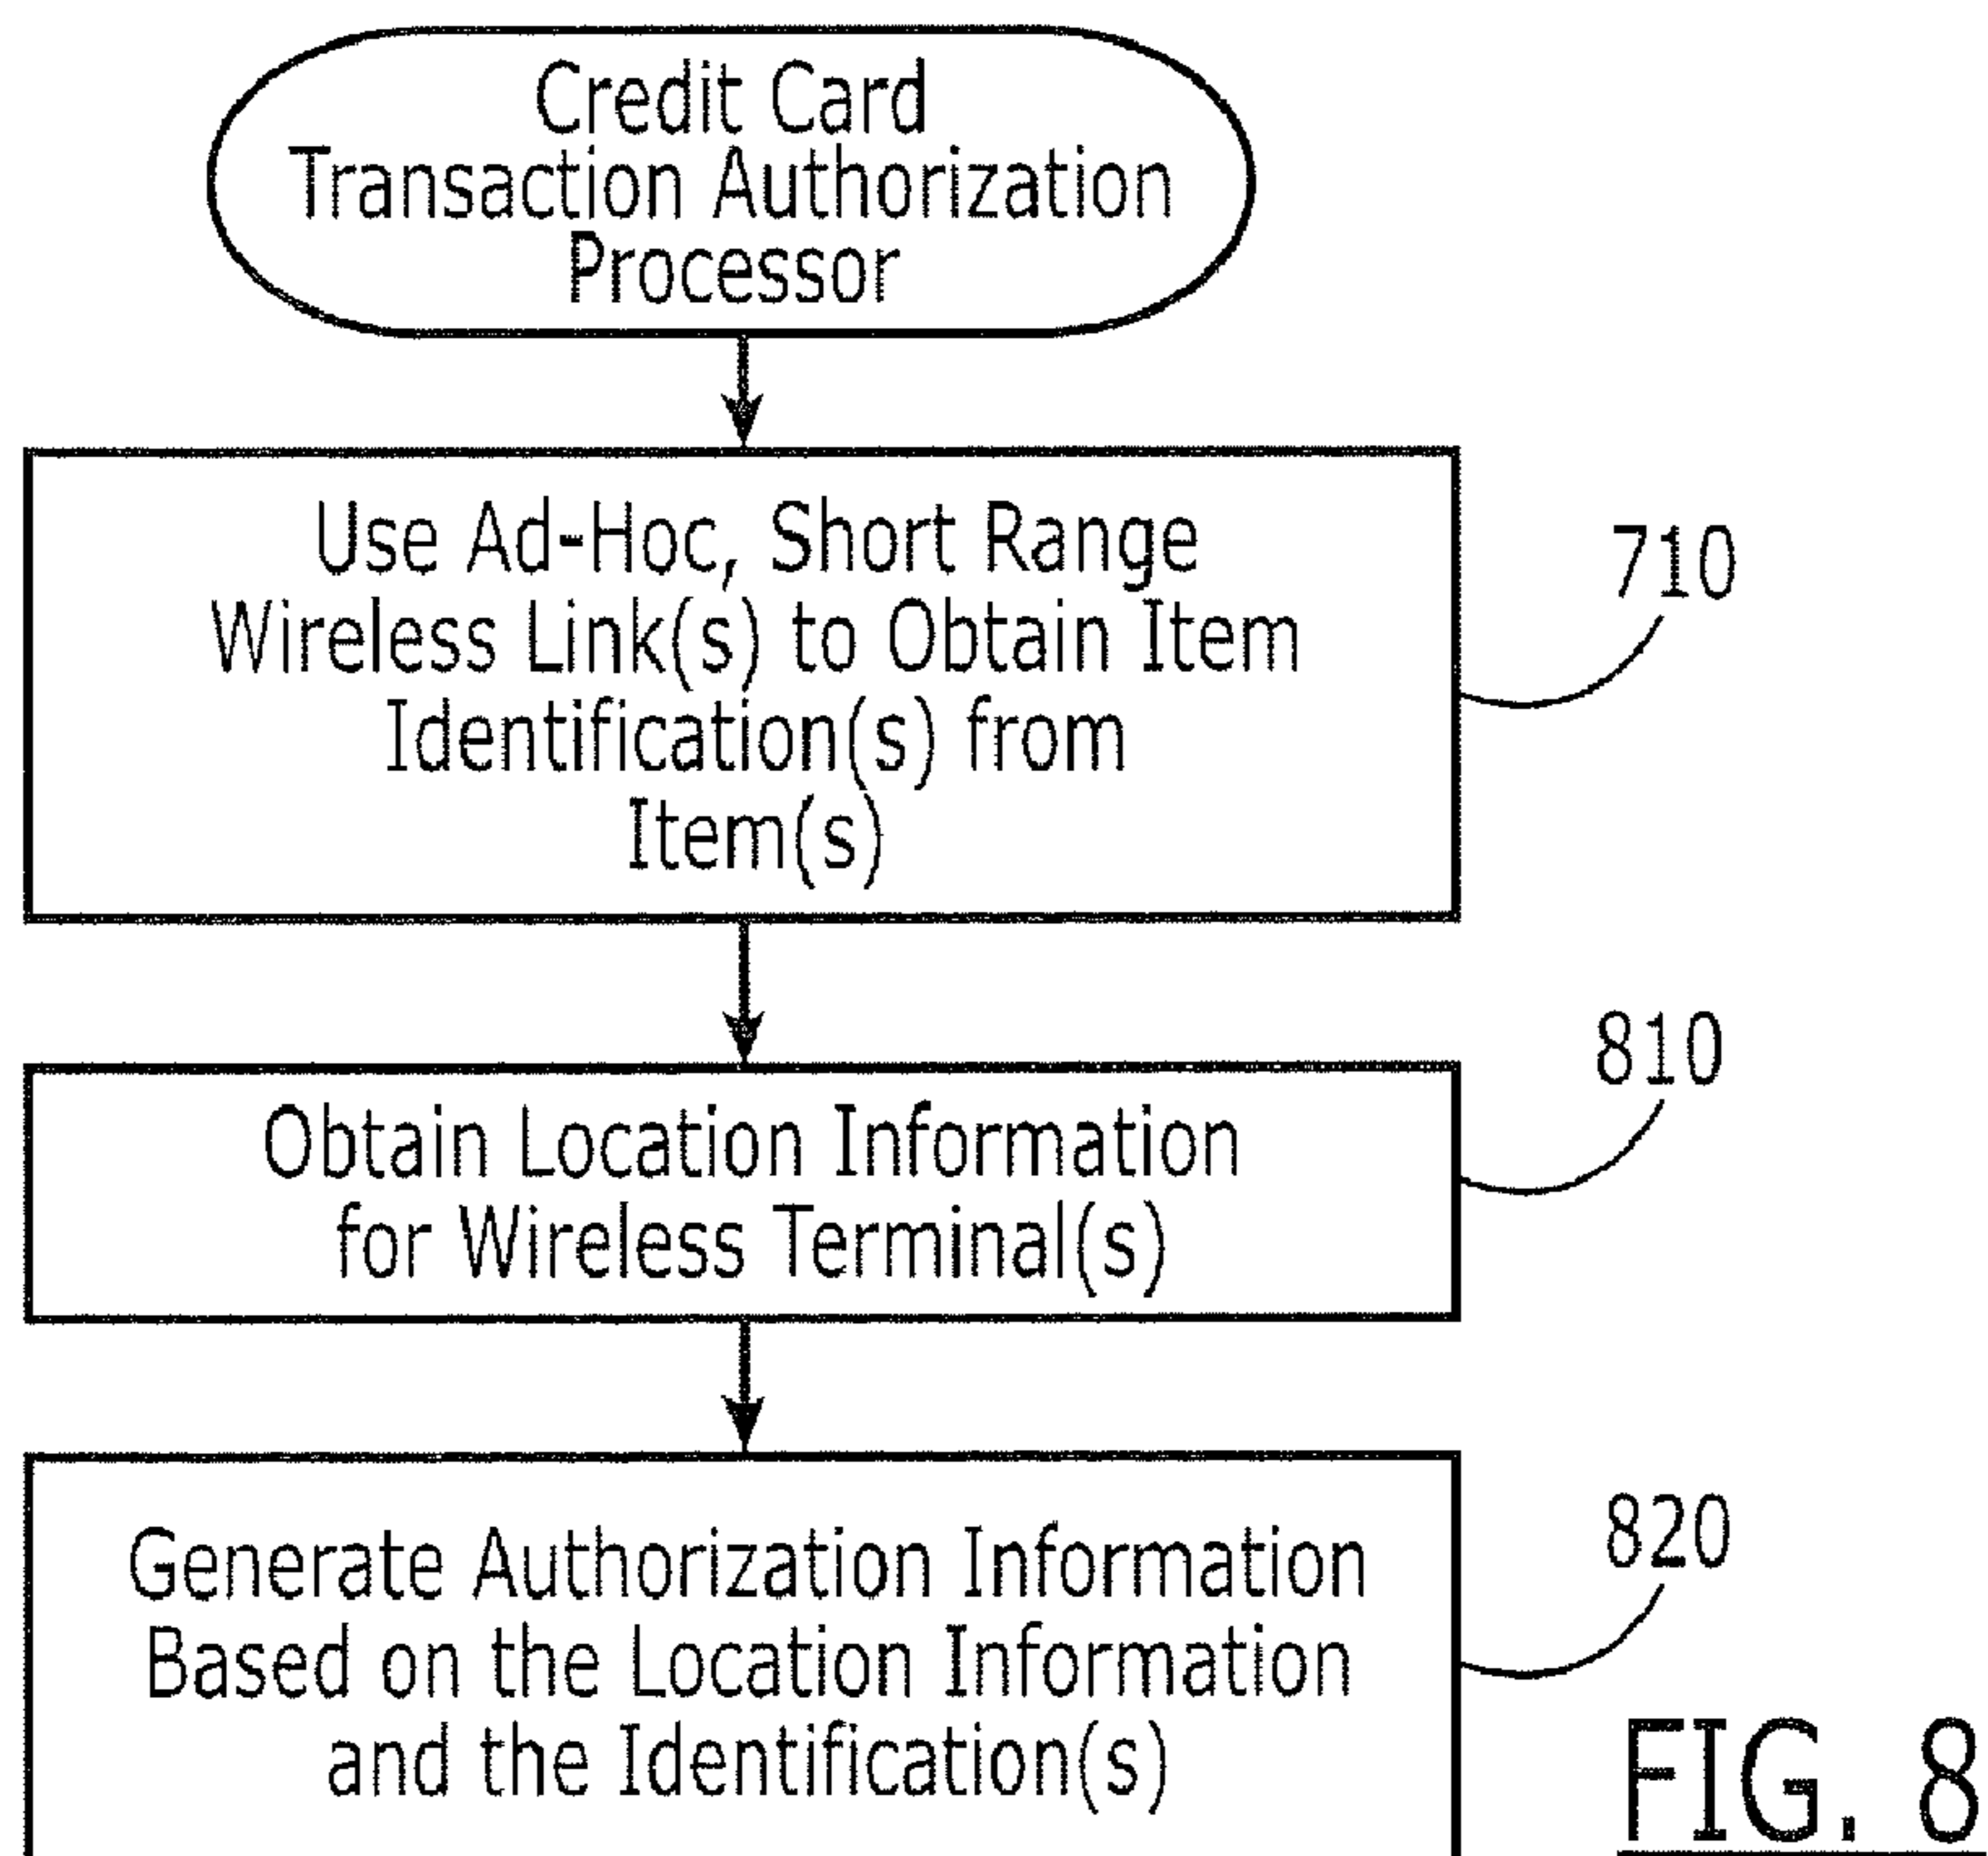 Credit Card
Transaction Authorization
Processor
Use Ad-Hoc, Short Range
Wireless Link(s) to Obtain Item
Identification(s) from
Item(s)
710
Obtain Location Information
for Wireless Terminal(s)
810
Generate Authorization Information
Based on the Location Information
and the Identification(s)
820
FIG. 8